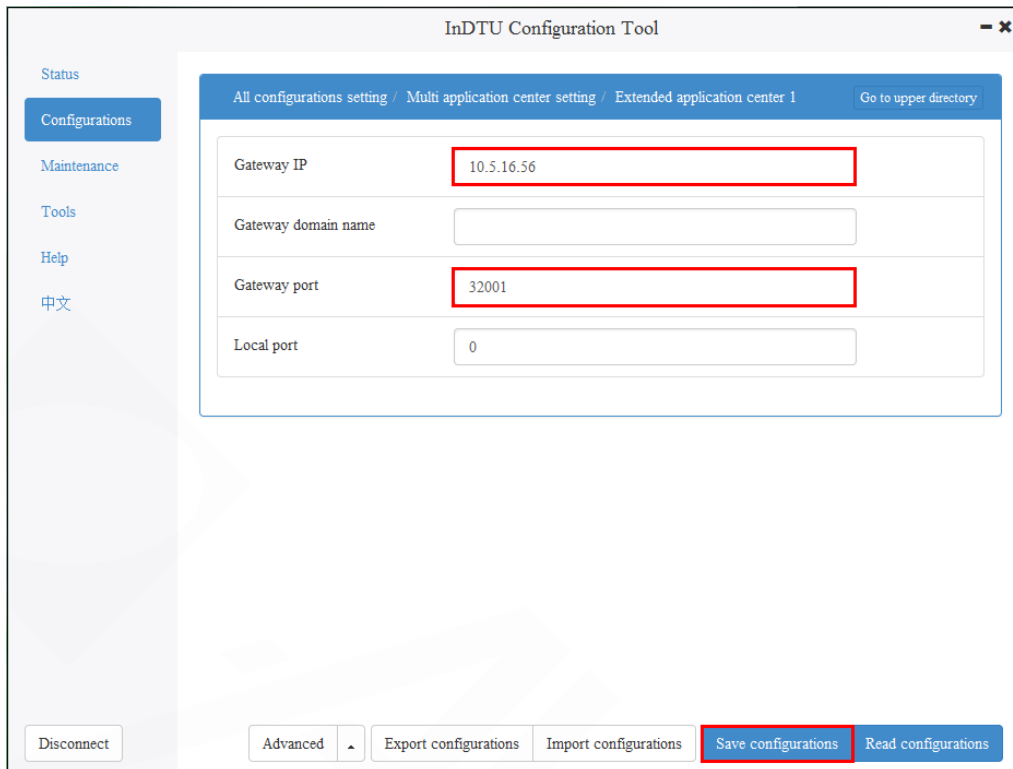 InDTU Configuration Tool
Status
Configurations
Maintenance
Tools
Help
中文
All configurations setting / Multi application center setting / Extended application center 1
Go to upper directory
Gateway IP
10.5.16.56
Gateway domain name
Gateway port
32001
Local port
0
Disconnect
Advanced
Export configurations
Import configurations
Save configurations
Read configurations